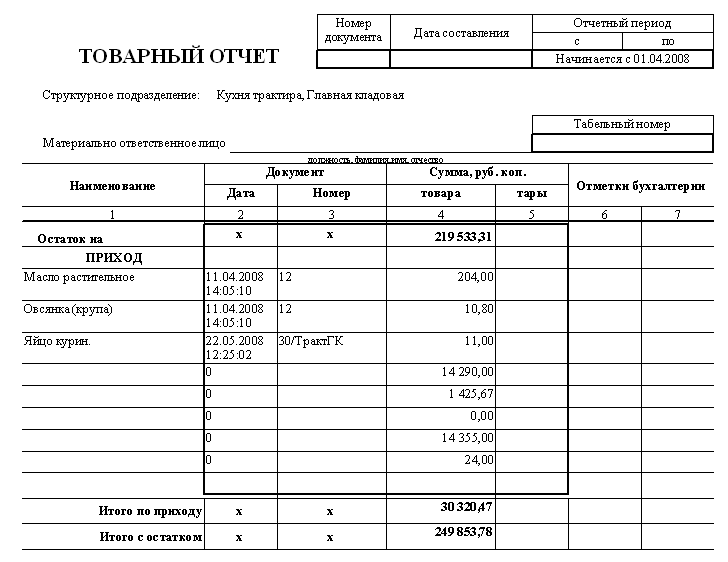 Номер документа Дата составления Отчетный период
с по
ТОВАРНЫЙ ОТЧЕТ
Начинается с 01.04.2008
Структурное подразделение: Кухня трактира, Главная кладовая
Табельный номер
Материально ответственное лицо
должность, фамилия, имя, отчество
Наименование Документ Сумма, руб. коп. Отметки бухгалтерии
Дата Номер товара тары
1 2 3 4 5 6 7
Остаток на х х 219 533,31
ПРИХОД
Масло растительное 11.04.2008 14:05:10 12 204,00
Овсянка (крупа) 11.04.2008 14:05:10 12 10,80
Яйцо курин. 22.05.2008 12:25:02 30/ТрактГК 11,00
0 14 290,00
0 1 425,67
0 0,00
0 14 355,00
0 24,00
Итого по приходу х х 30 320,47
Итого с остатком х х 249 853,78